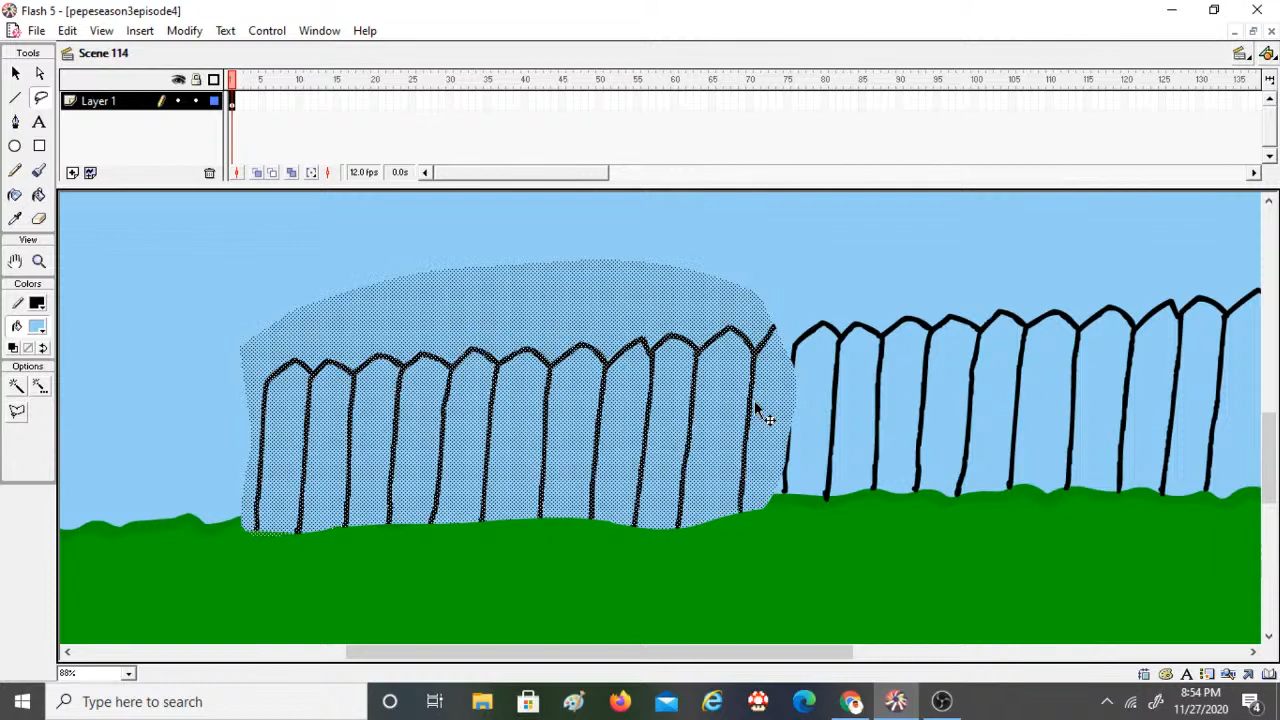 Flash 5 - [pepeseason3episode4]
File Edit View Insert Modify Text Control Window Help
Tools
Scene 114
5 10 15 20 25 30 35 40 45 50 55 60 65 70 75 80 85 90 95 100 105 110 115 120 125 130 135
Layer 1
12.0 fps 0.0s
View
Colors
Options
88%
Type here to search
8:54 PM
11/27/2020
4